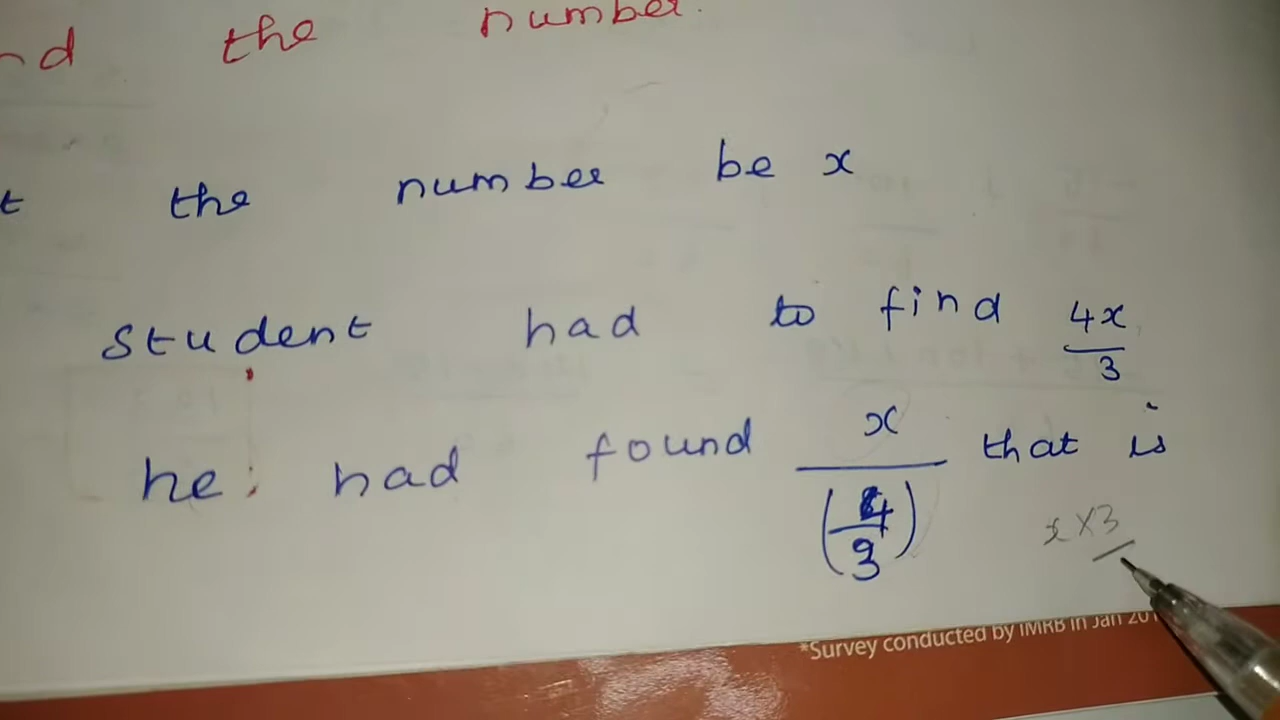 the number.
the number be x
student had to find 4x/3
he had found x/(4/3) that is
x×3
*Survey conducted by IMRB in Jan 20